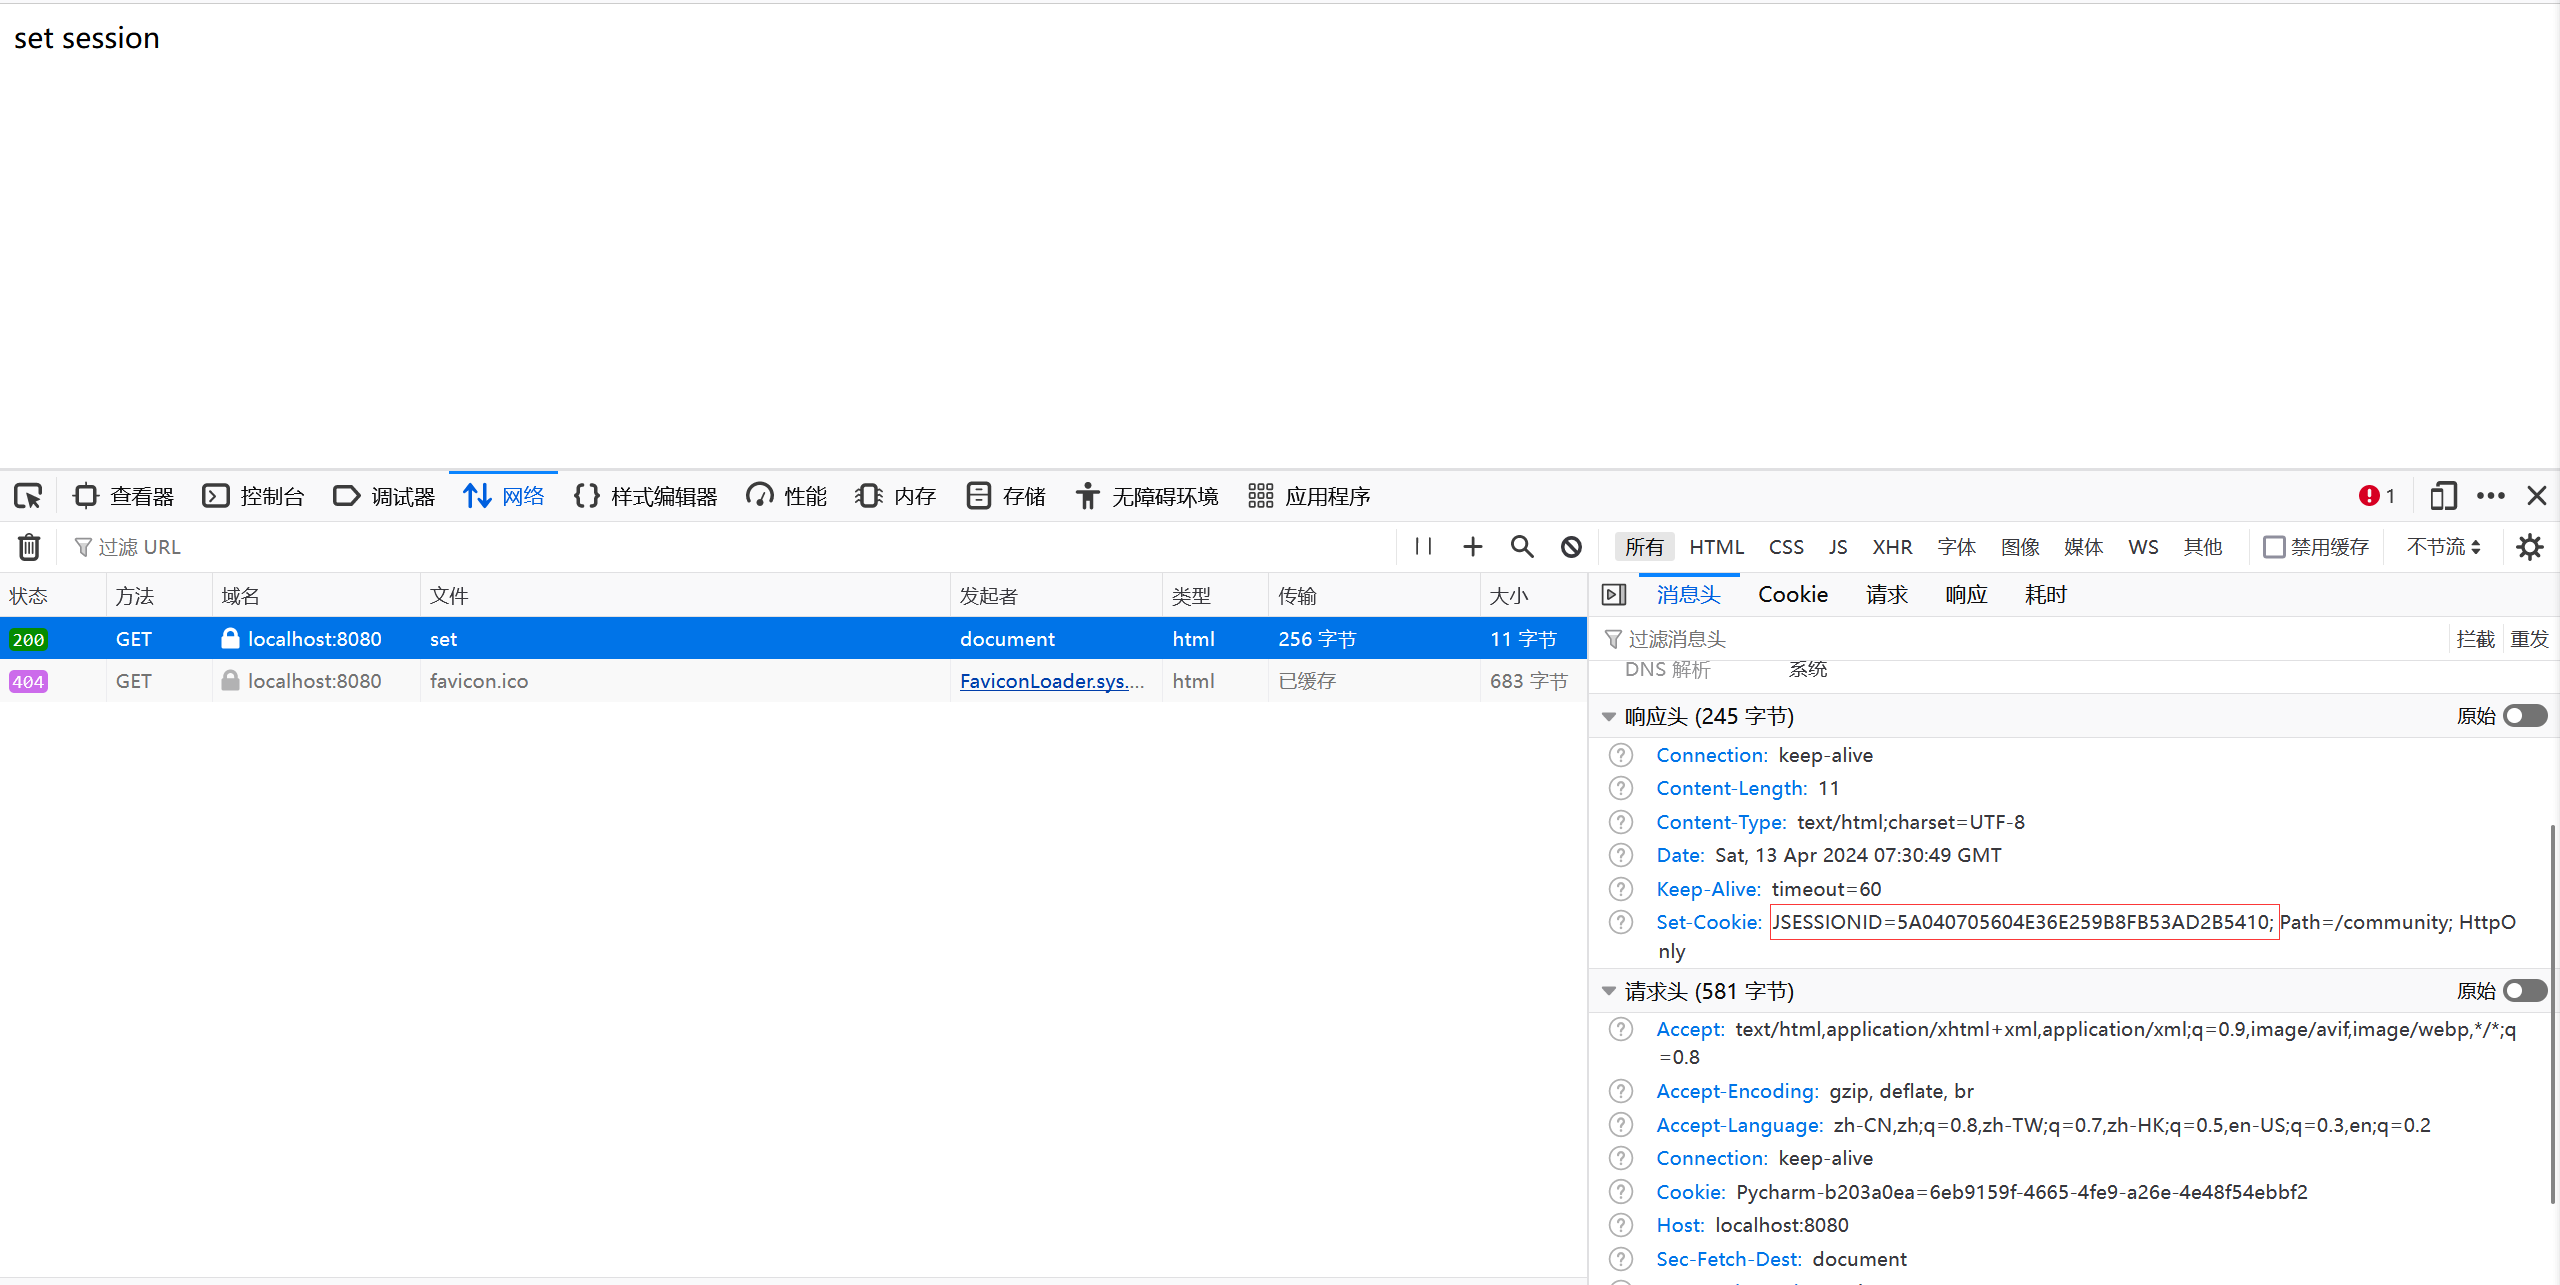 set session
查看器 控制台 调试器 网络 样式编辑器 性能 内存 存储 无障碍环境 应用程序 1
过滤 URL 所有 HTML CSS JS XHR 字体 图像 媒体 WS 其他 禁用缓存 不节流
状态 方法 域名 文件 发起者 类型 传输 大小
200 GET localhost:8080 set document html 256 字节 11 字节
404 GET localhost:8080 favicon.ico FaviconLoader.sys.... html 已缓存 683 字节
消息头 Cookie 请求 响应 耗时
过滤消息头 拦截 重发
DNS 解析 系统
响应头 (245 字节) 原始
Connection: keep-alive
Content-Length: 11
Content-Type: text/html;charset=UTF-8
Date: Sat, 13 Apr 2024 07:30:49 GMT
Keep-Alive: timeout=60
Set-Cookie: JSESSIONID=5A040705604E36E259B8FB53AD2B5410; Path=/community; HttpO
nly
请求头 (581 字节) 原始
Accept: text/html,application/xhtml+xml,application/xml;q=0.9,image/avif,image/webp,*/*;q
=0.8
Accept-Encoding: gzip, deflate, br
Accept-Language: zh-CN,zh;q=0.8,zh-TW;q=0.7,zh-HK;q=0.5,en-US;q=0.3,en;q=0.2
Connection: keep-alive
Cookie: Pycharm-b203a0ea=6eb9159f-4665-4fe9-a26e-4e48f54ebbf2
Host: localhost:8080
Sec-Fetch-Dest: document